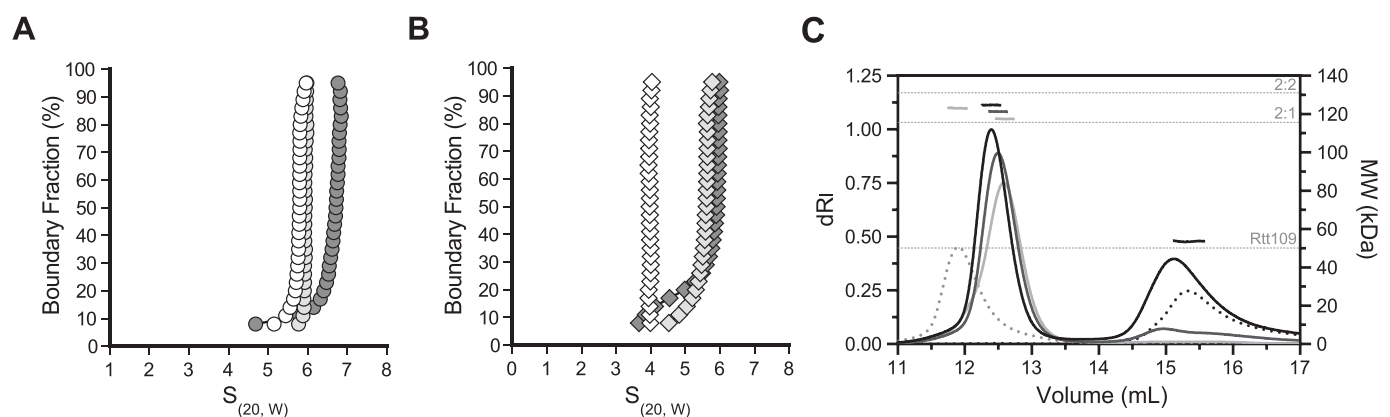 A
Boundary Fraction (%)
100
90
80
70
60
50
40
30
20
10
0
1 2 3 4 5 6 7 8
S(20, W)
B
Boundary Fraction (%)
100
90
80
70
60
50
40
30
20
10
0
0 1 2 3 4 5 6 7 8
S(20, W)
C
dRI
1.25
1.00
0.75
0.50
0.25
0.00
2:2
2:1
Rtt109
140
120
100
80
60
40
20
0
MW (kDa)
11 12 13 14 15 16 17
Volume (mL)